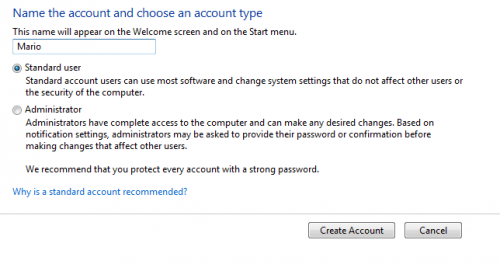 Name the account and choose an account type
This name will appear on the Welcome screen and on the Start menu.
Mario
Standard user
Standard account users can use most software and change system settings that do not affect other users or
the security of the computer.
Administrator
Administrators have complete access to the computer and can make any desired changes. Based on
notification settings, administrators may be asked to provide their password or confirmation before
making changes that affect other users.
We recommend that you protect every account with a strong password.
Why is a standard account recommended?
Create Account
Cancel